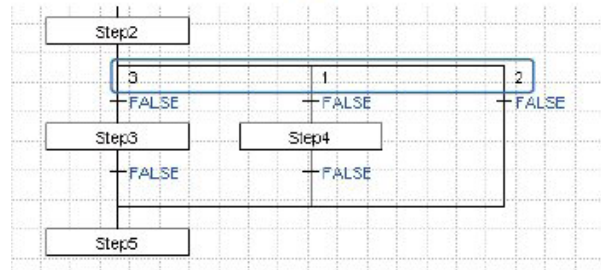 Step2
3 1 2
FALSE FALSE FALSE
Step3 Step4
FALSE FALSE
Step5